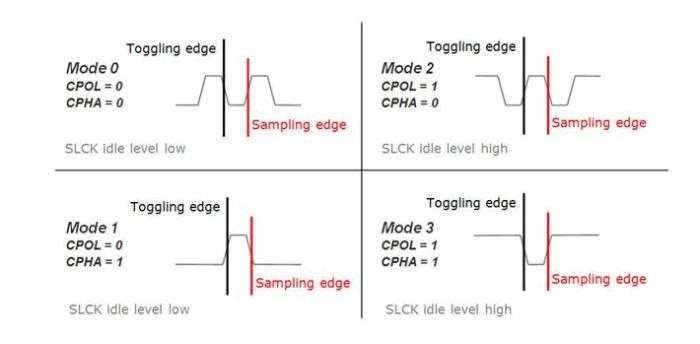 Toggling edge
Mode 0
CPOL = 0
CPHA = 0
Sampling edge
SLCK idle level low
Toggling edge
Mode 2
CPOL = 1
CPHA = 0
Sampling edge
SLCK idle level high
Toggling edge
Mode 1
CPOL = 0
CPHA = 1
Sampling edge
SLCK idle level low
Toggling edge
Mode 3
CPOL = 1
CPHA = 1
Sampling edge
SLCK idle level high